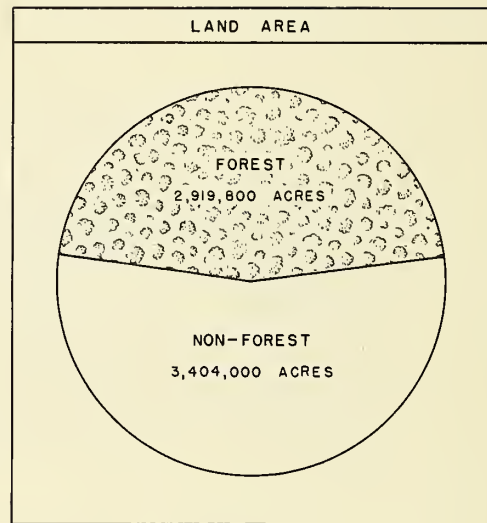 LAND AREA
FOREST
2,919,800 ACRES
NON-FOREST
3,404,000 ACRES